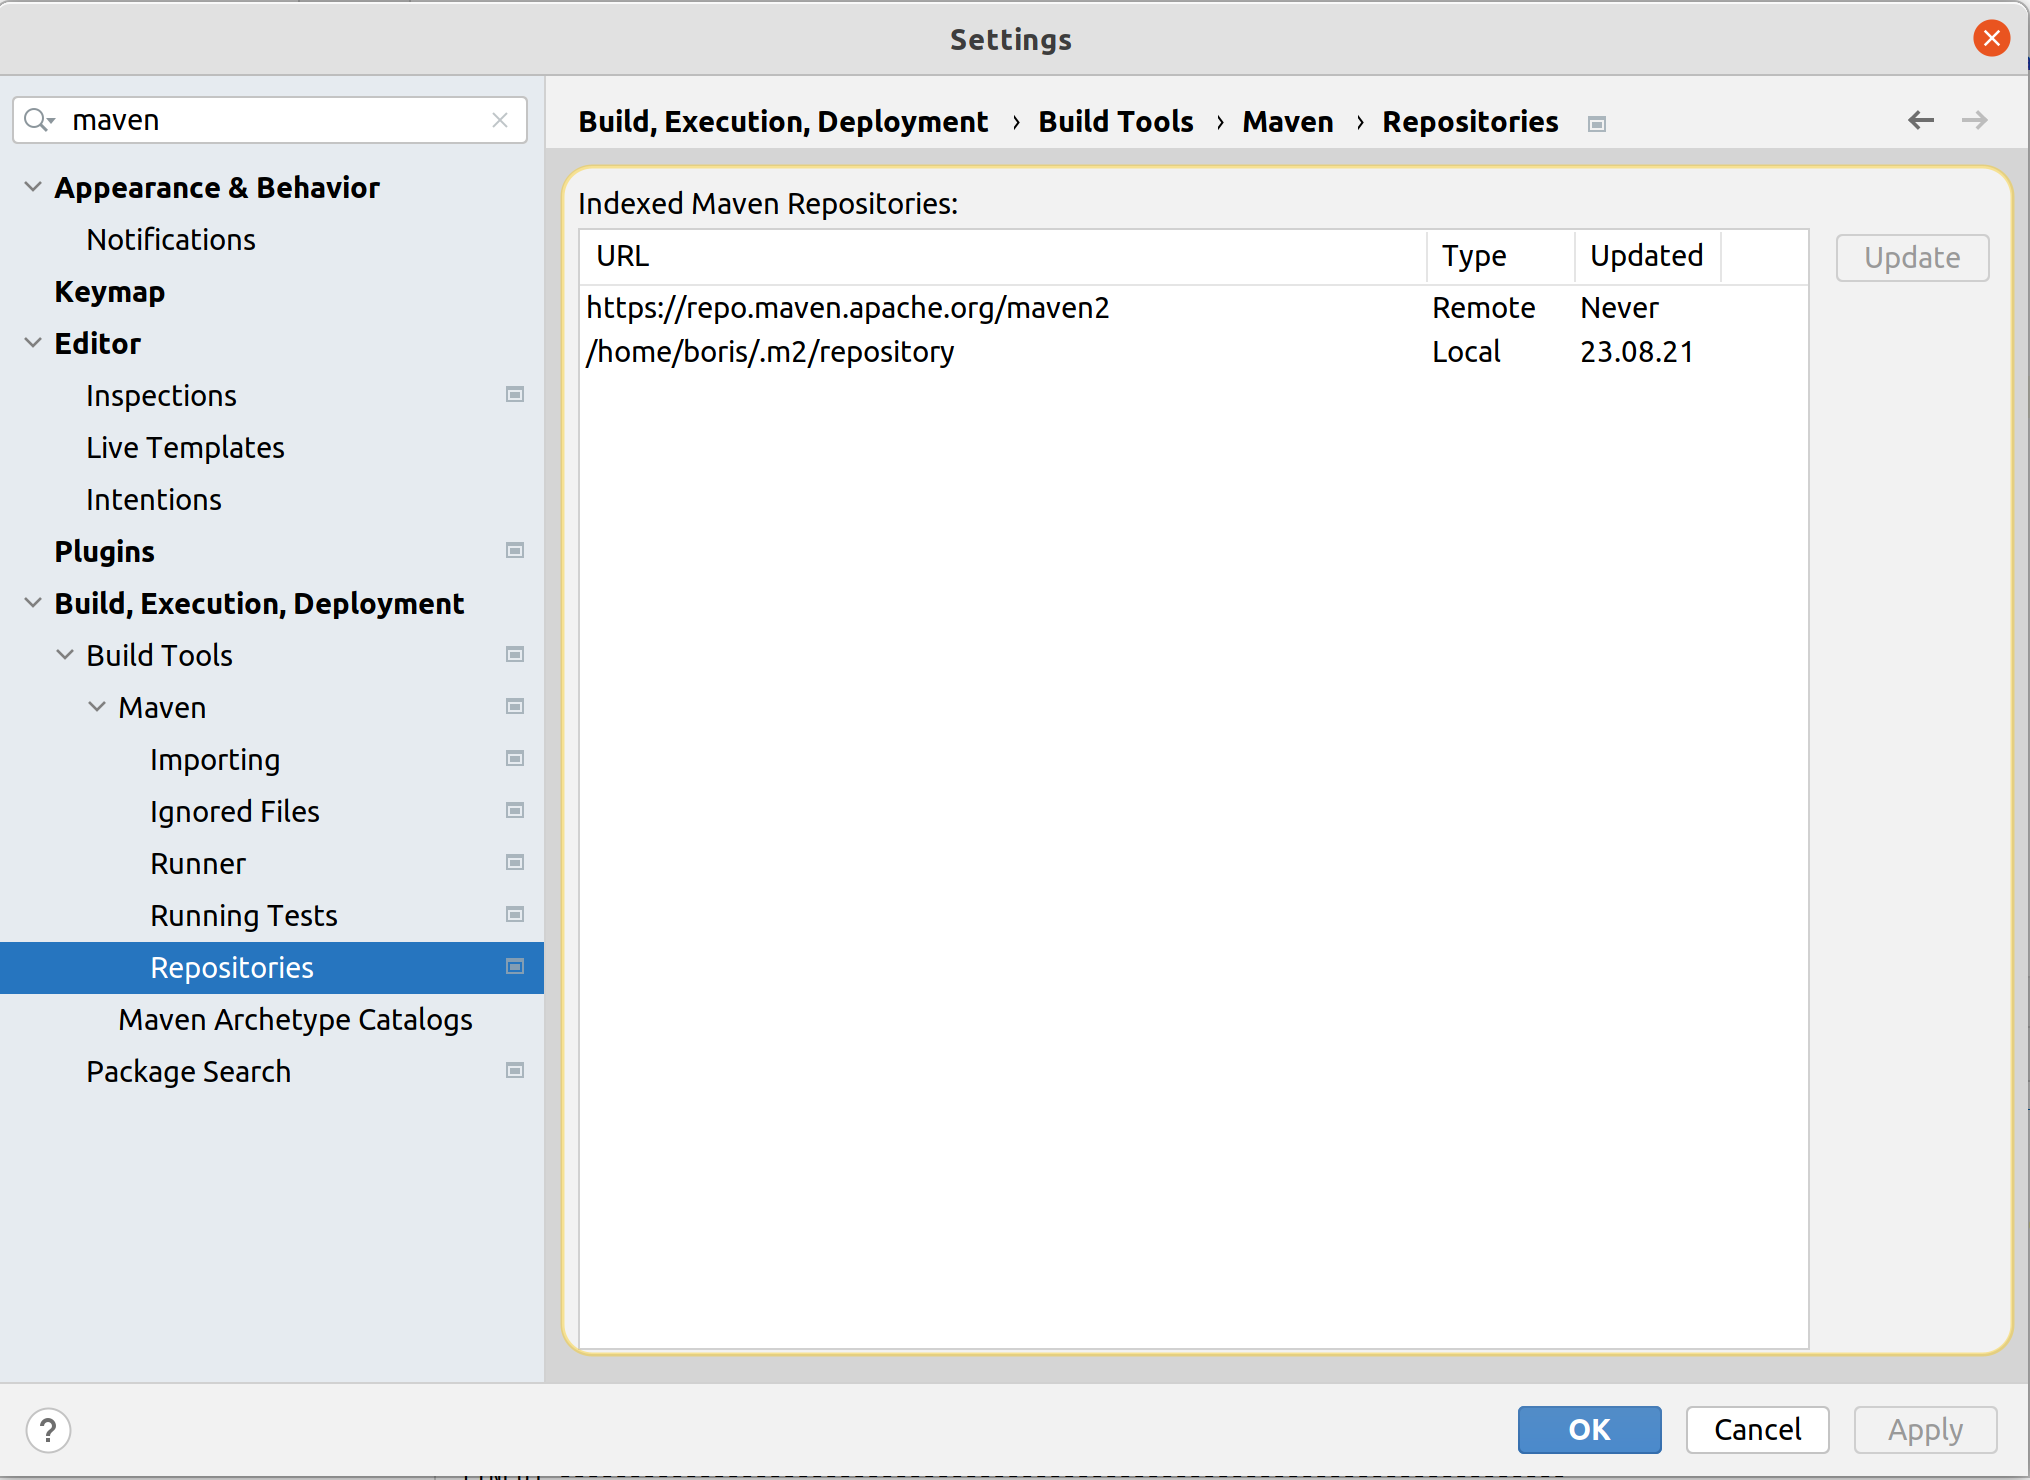 Settings
maven
Appearance & Behavior
Notifications
Keymap
Editor
Inspections
Live Templates
Intentions
Plugins
Build, Execution, Deployment
Build Tools
Maven
Importing
Ignored Files
Runner
Running Tests
Repositories
Maven Archetype Catalogs
Package Search
Build, Execution, Deployment › Build Tools › Maven › Repositories
Indexed Maven Repositories:
URL Type Updated
https://repo.maven.apache.org/maven2 Remote Never
/home/boris/.m2/repository Local 23.08.21
Update
?
OK Cancel Apply